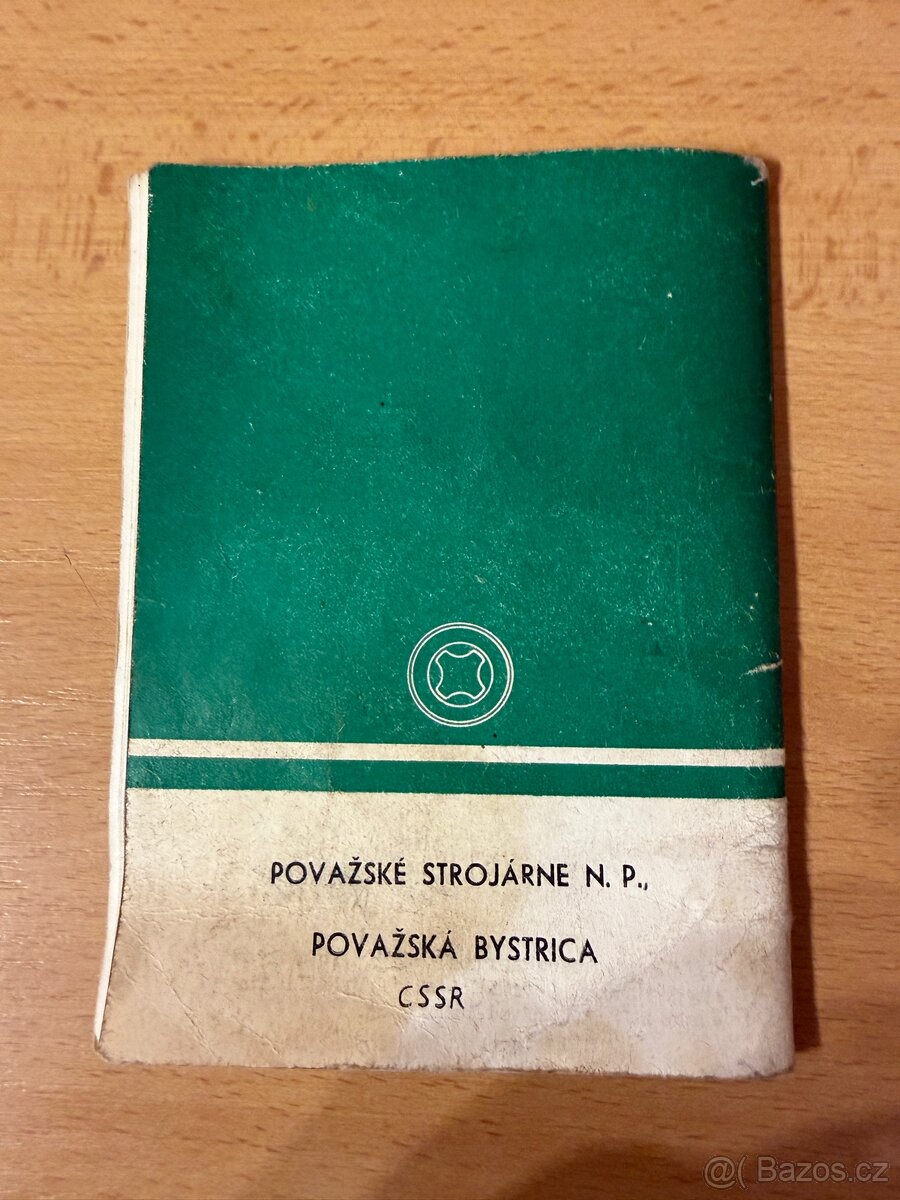 POVAŽSKÉ STROJÁRNE N. P.,
POVAŽSKÁ BYSTRICA
CSSR
@( Bazos.cz